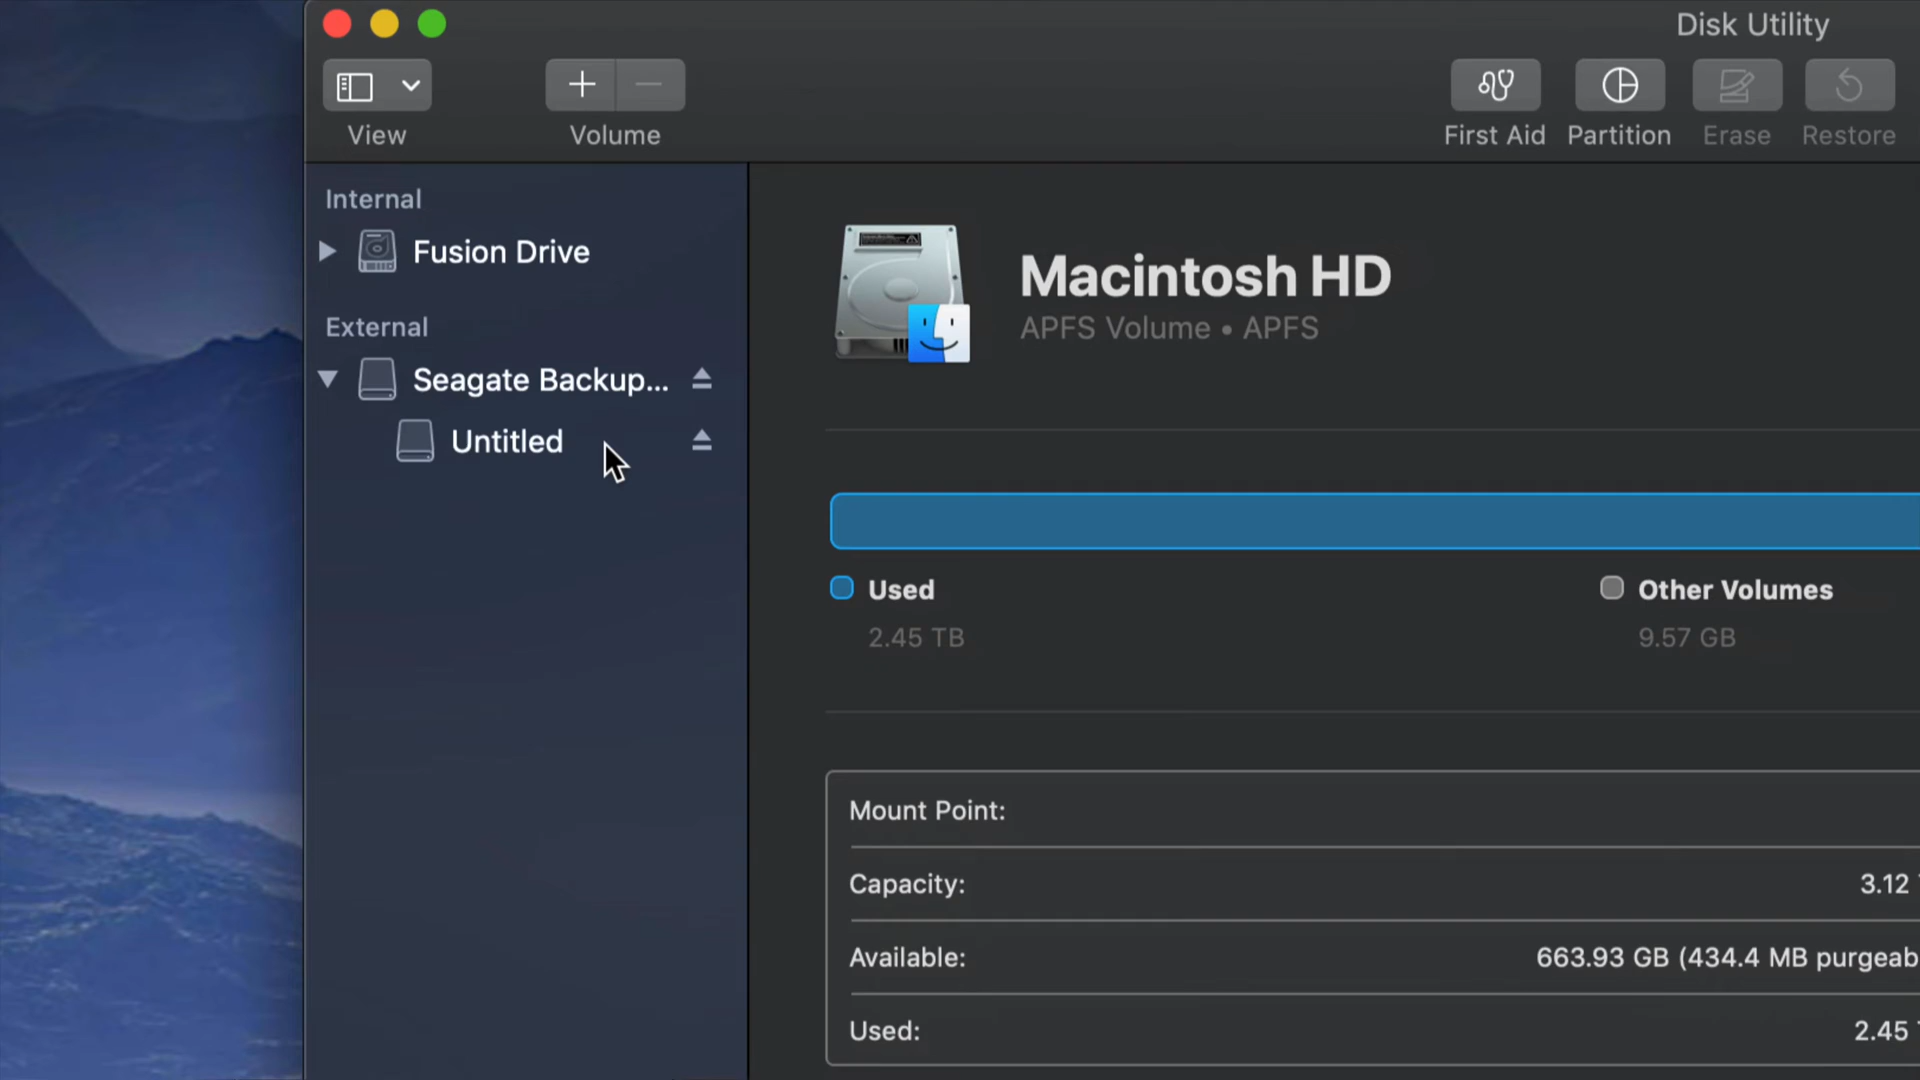 Disk Utility
View
Volume
First Aid
Partition
Erase
Restore
Internal
Fusion Drive
External
Seagate Backup...
Untitled
Macintosh HD
APFS Volume • APFS
Used
2.45 TB
Other Volumes
9.57 GB
Mount Point:
Capacity:
3.12
Available:
663.93 GB (434.4 MB purgeab
Used:
2.45